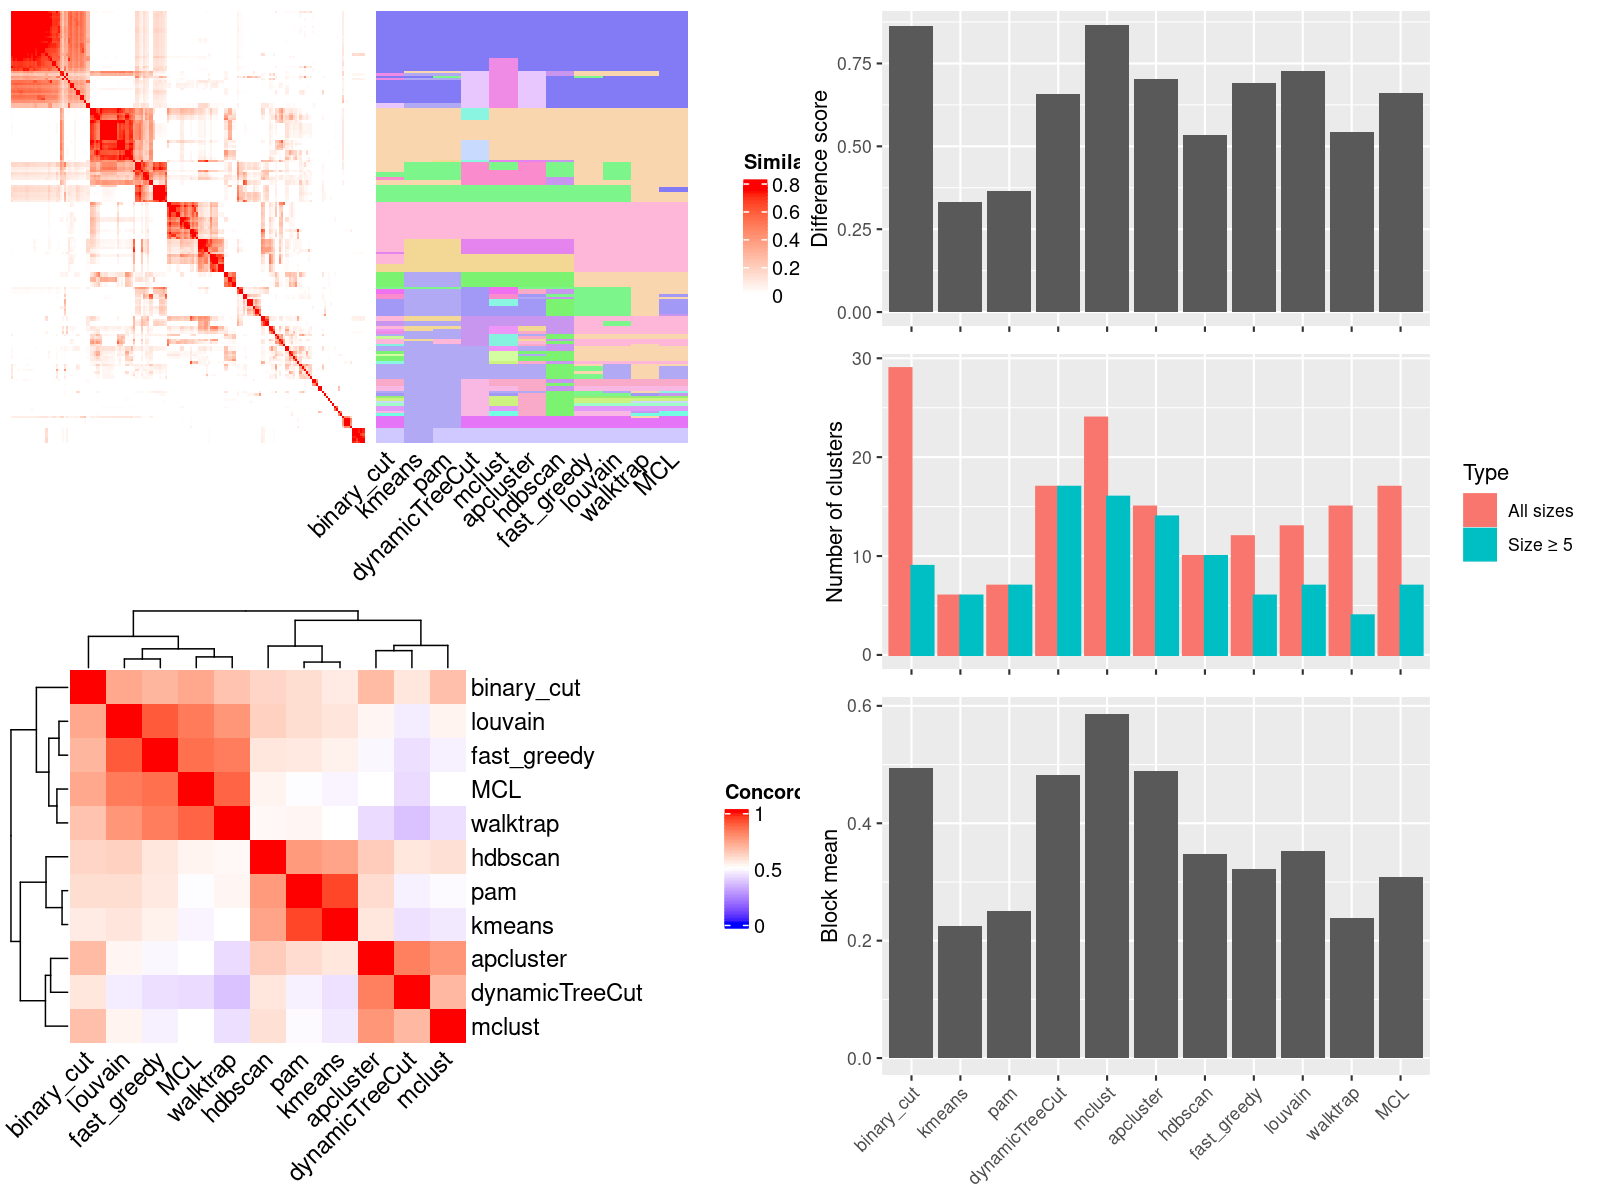 Simila
0.8
0.6
0.4
0.2
0
binary_cut
kmeans
pam
dynamicTreeCut
mclust
apcluster
hdbscan
fast_greedy
louvain
walktrap
MCL
Difference score
0.75
0.50
0.25
0.00
Number of clusters
30
20
10
0
Type
All sizes
Size ≥ 5
binary_cut
louvain
fast_greedy
MCL
walktrap
hdbscan
pam
kmeans
apcluster
dynamicTreeCut
mclust
Concord
1
0.5
0
binary_cut
louvain
fast_greedy
MCL
walktrap
hdbscan
pam
kmeans
apcluster
dynamicTreeCut
mclust
Block mean
0.6
0.4
0.2
0.0
binary_cut
kmeans
pam
dynamicTreeCut
mclust
apcluster
hdbscan
fast_greedy
louvain
walktrap
MCL